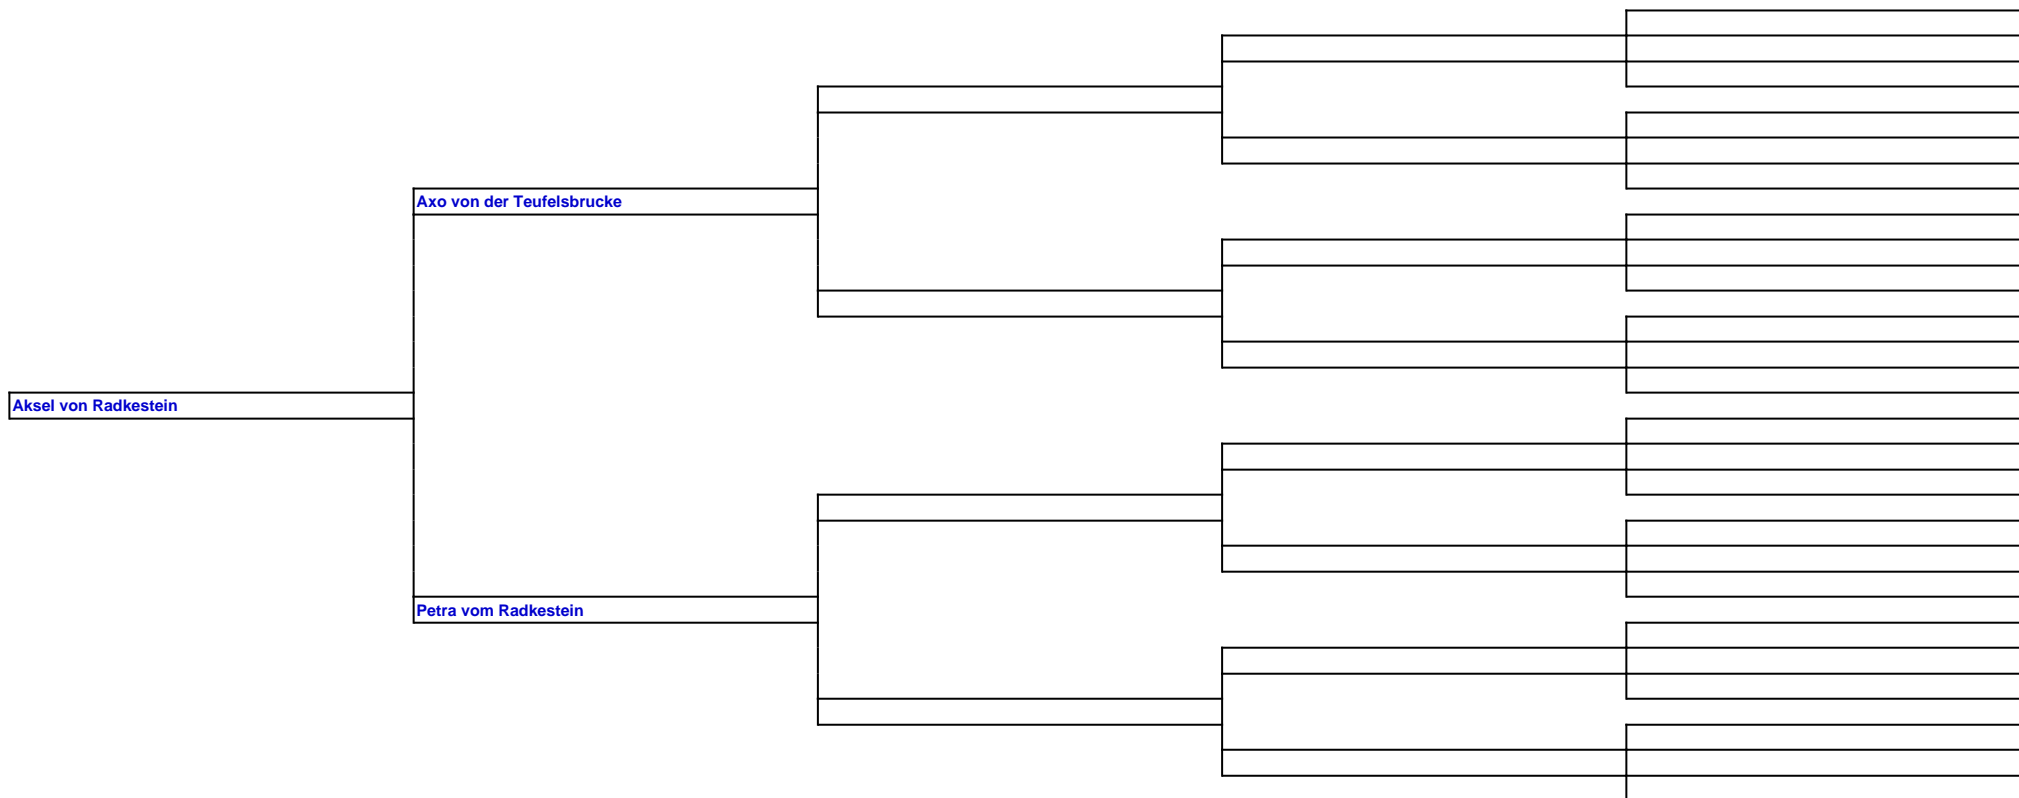 Axo von der Teufelsbrucke
Aksel von Radkestein
Petra vom Radkestein